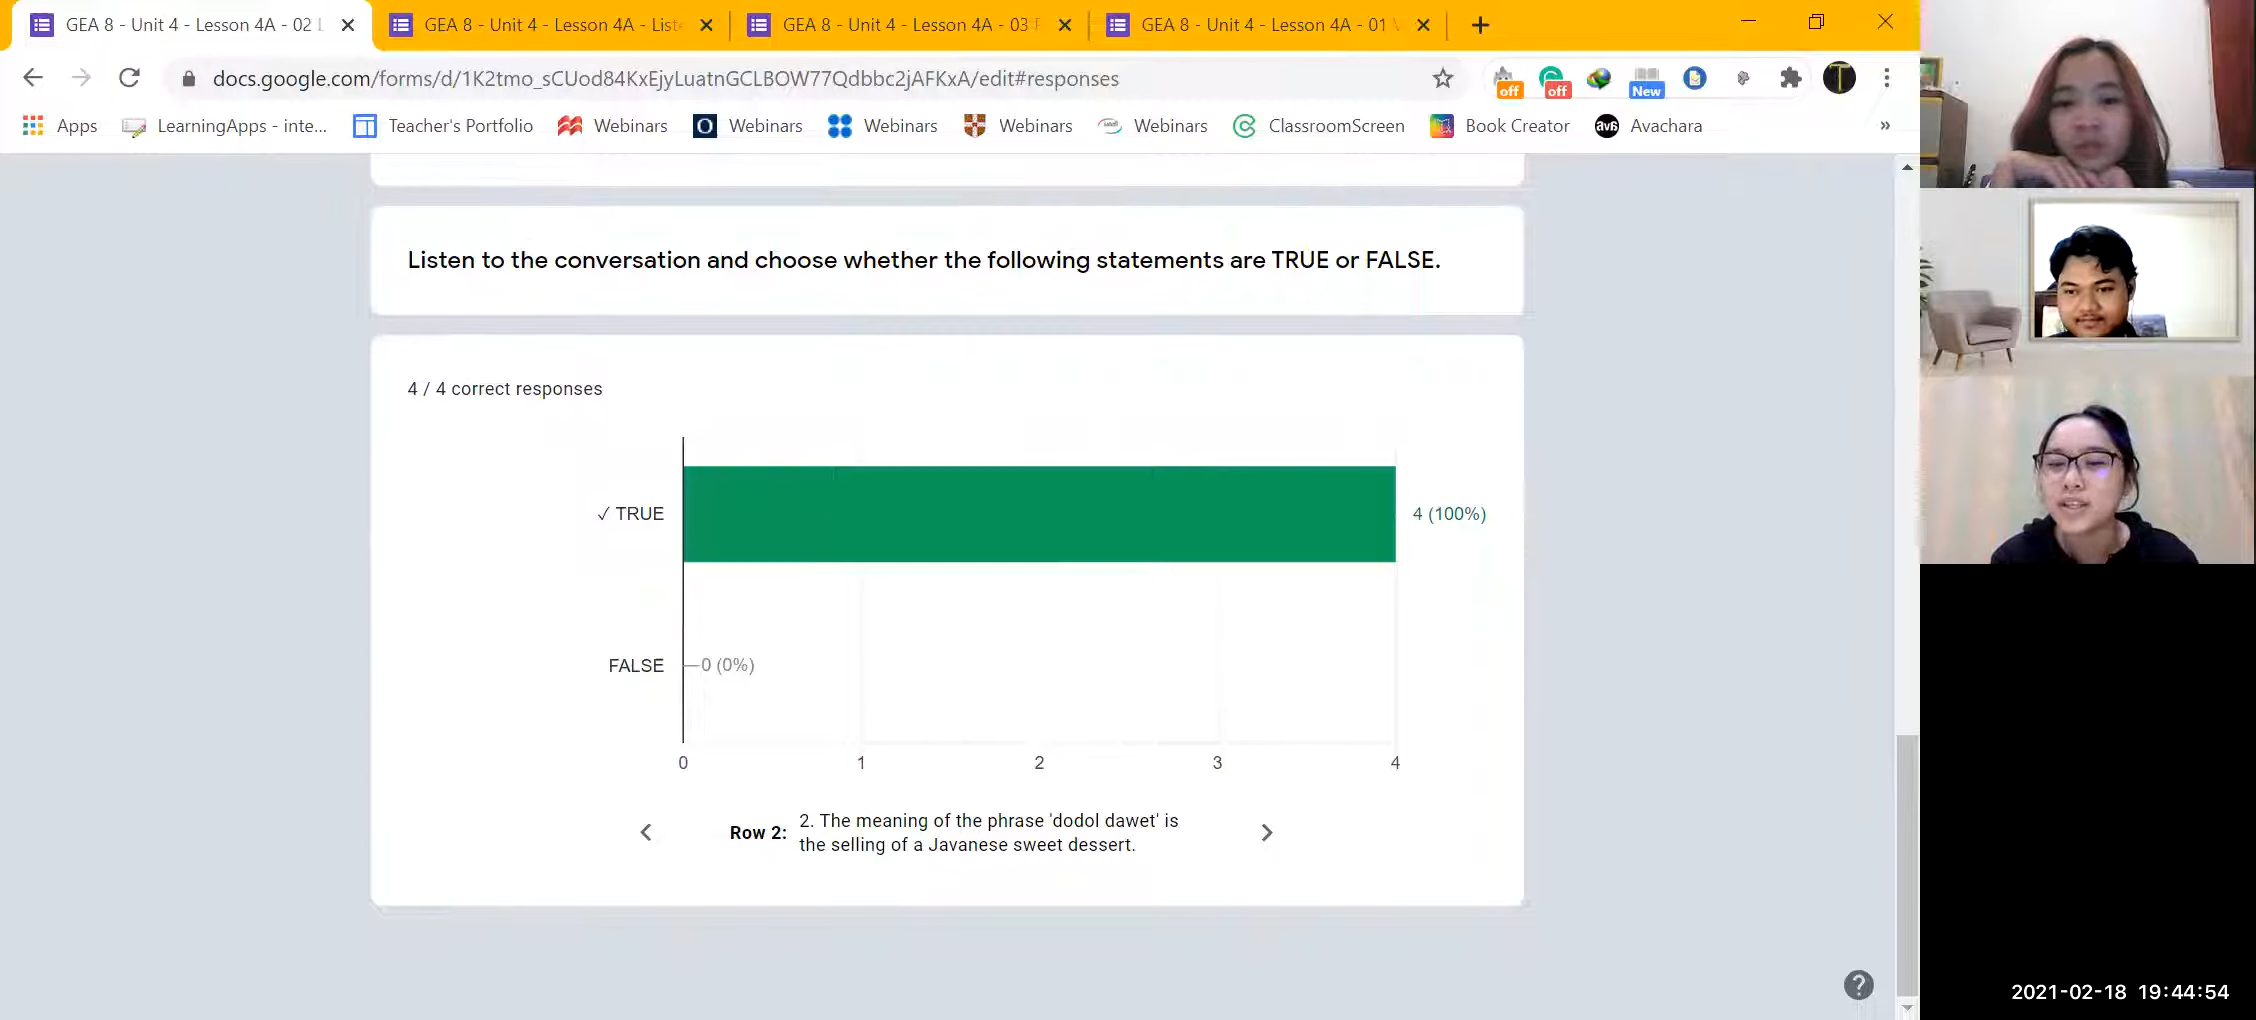 GEA 8 - Unit 4 - Lesson 4A - 02 L
GEA 8 - Unit 4 - Lesson 4A - List
GEA 8 - Unit 4 - Lesson 4A - 03 F
GEA 8 - Unit 4 - Lesson 4A - 01 V
docs.google.com/forms/d/1K2tmo_sCUod84KxEjyLuatnGCLBOW77Qdbbc2jAFKxA/edit#responses
off
off
New
T
Apps
LearningApps - inte...
Teacher's Portfolio
Webinars
Webinars
Webinars
Webinars
Webinars
ClassroomScreen
Book Creator
Avachara
Listen to the conversation and choose whether the following statements are TRUE or FALSE.
4 / 4 correct responses
✓ TRUE
4 (100%)
FALSE
0 (0%)
0 1 2 3 4
Row 2:
2. The meaning of the phrase 'dodol dawet' is
the selling of a Javanese sweet dessert.
2021-02-18 19:44:54